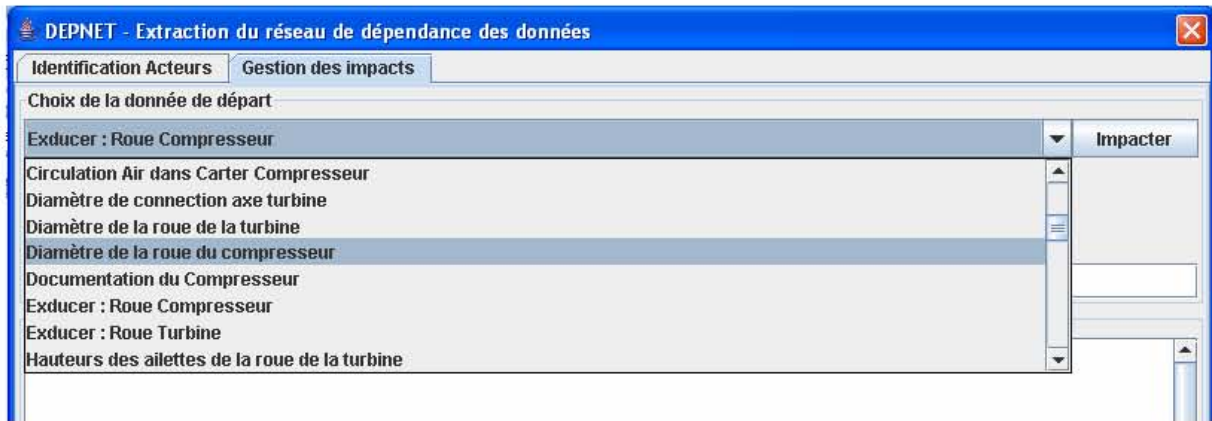 DEPNET - Extraction du réseau de dépendance des données
Identification Acteurs Gestion des impacts
Choix de la donnée de départ
Exducer : Roue Compresseur Impacter
Circulation Air dans Carter Compresseur
Diamètre de connection axe turbine
Diamètre de la roue de la turbine
Diamètre de la roue du compresseur
Documentation du Compresseur
Exducer : Roue Compresseur
Exducer : Roue Turbine
Hauteurs des ailettes de la roue de la turbine